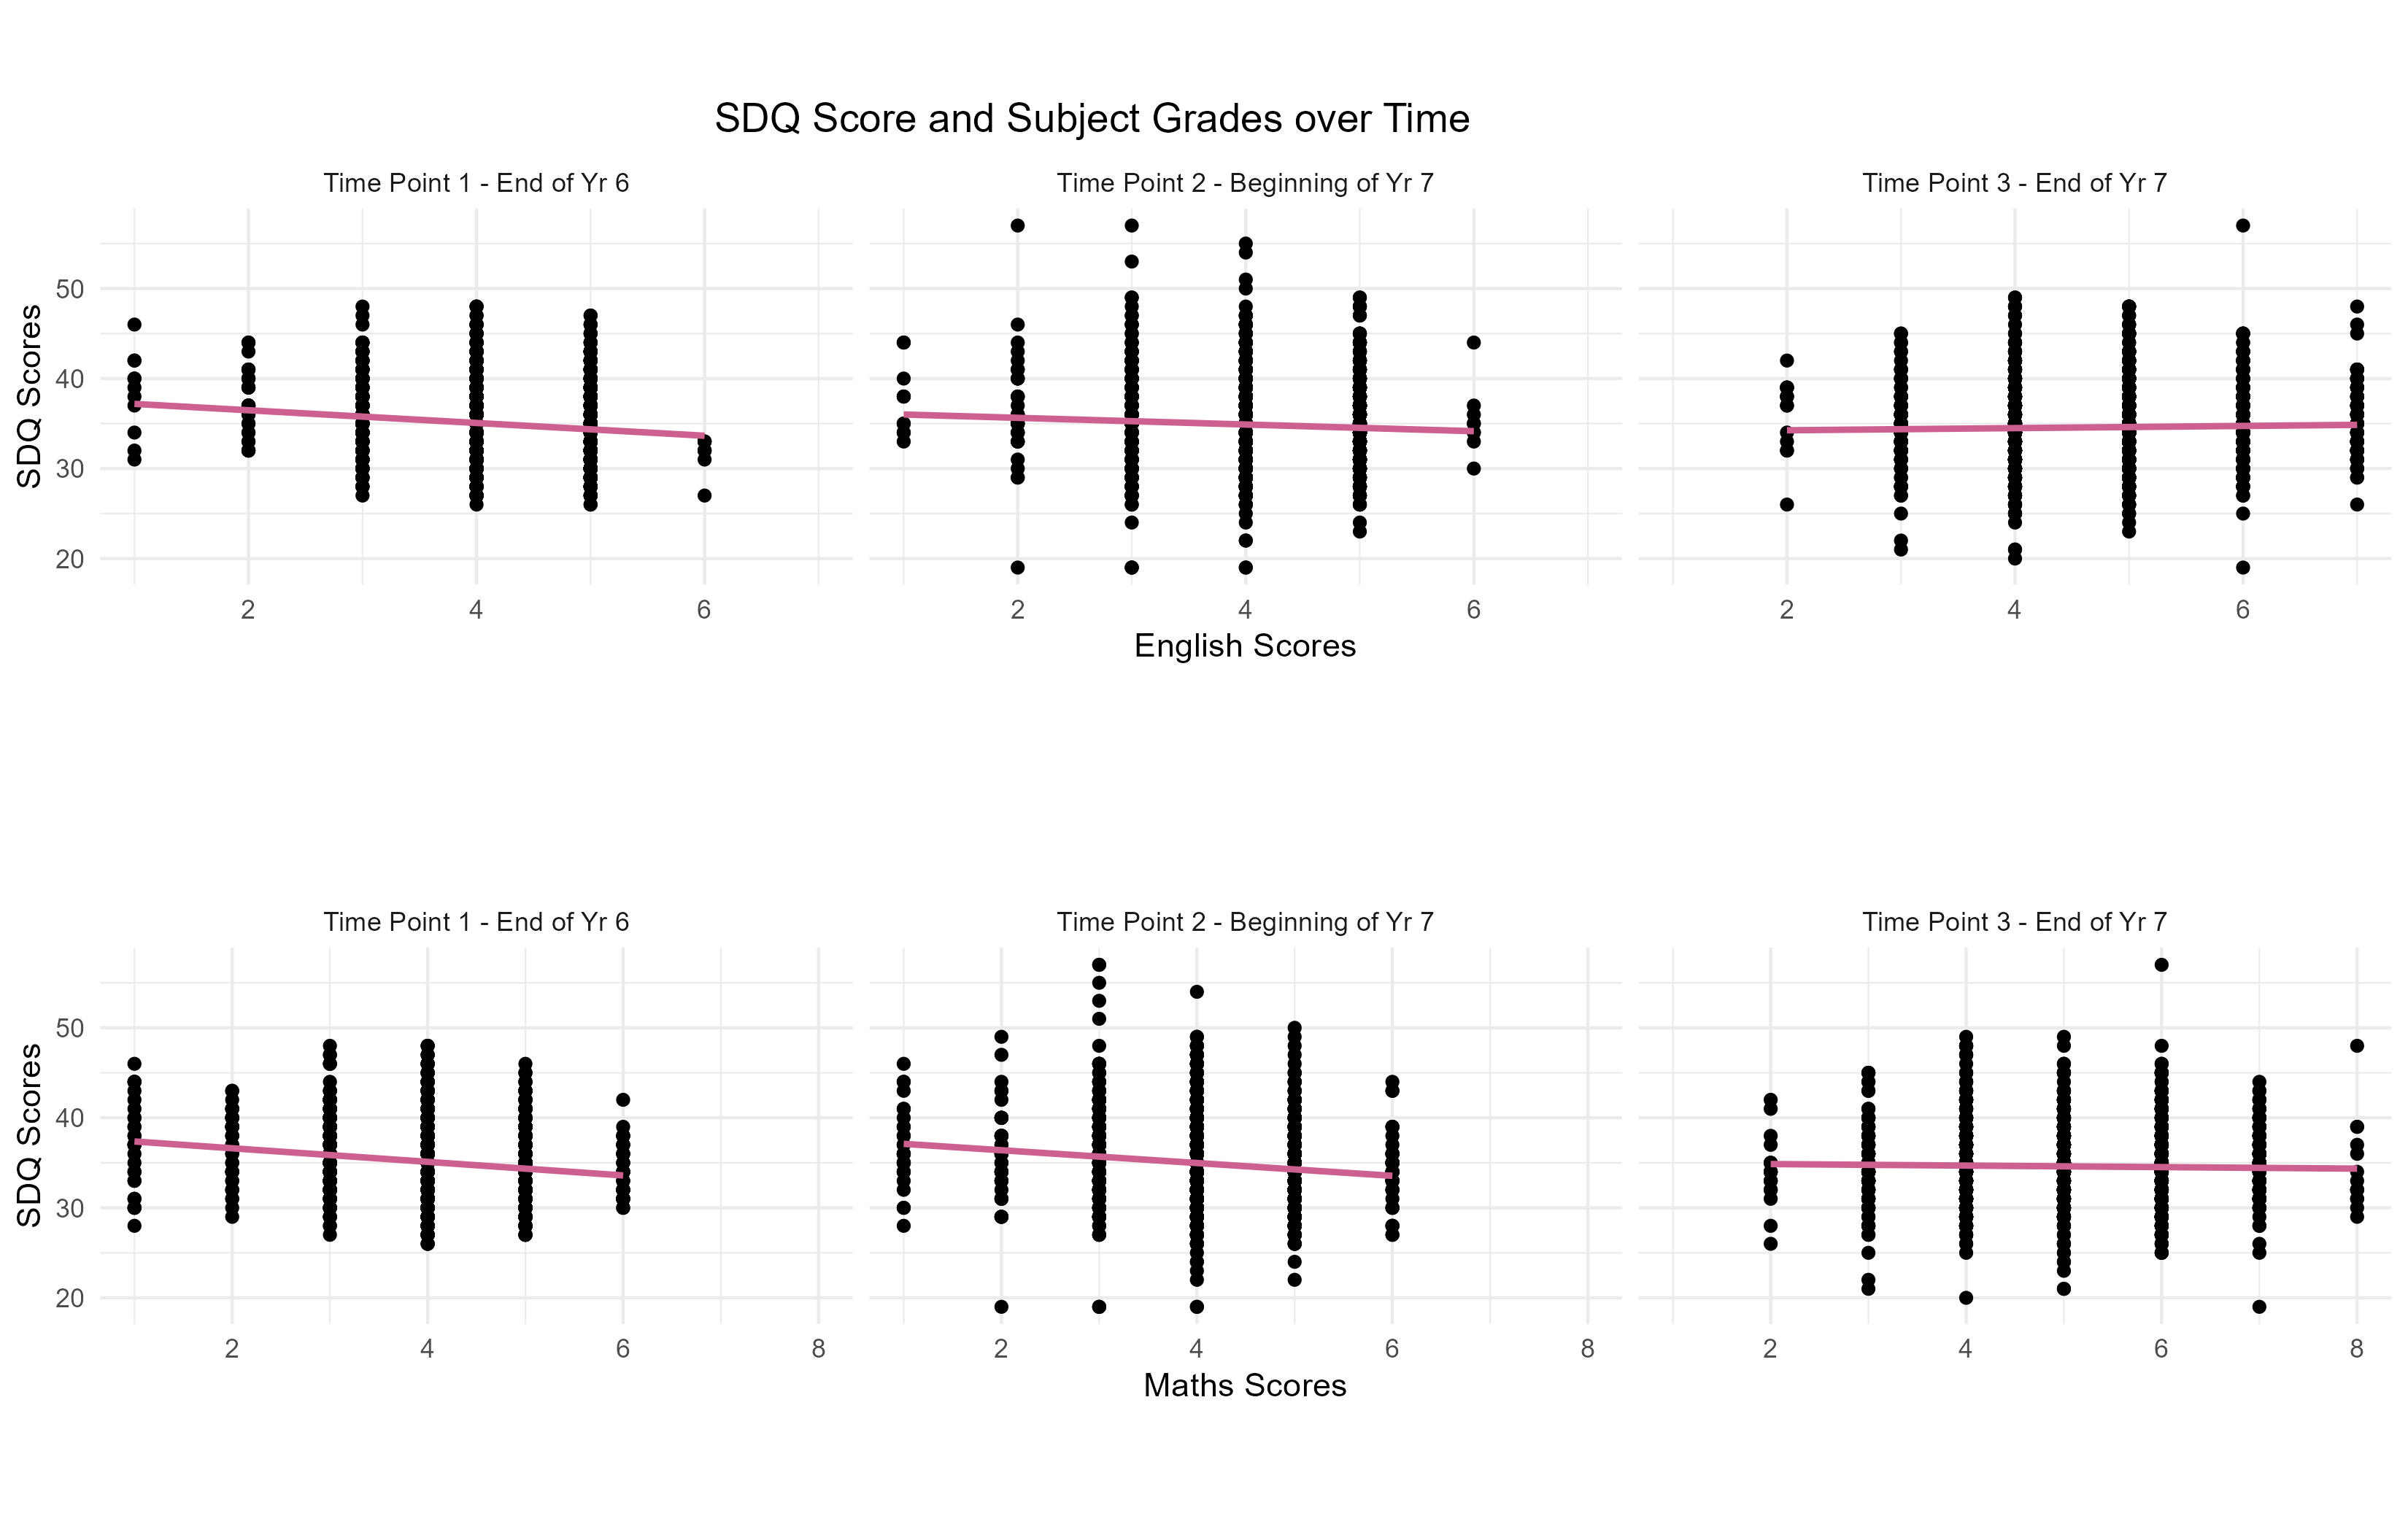 SDQ Score and Subject Grades over Time
Time Point 1 - End of Yr 6
Time Point 2 - Beginning of Yr 7
Time Point 3 - End of Yr 7
SDQ Scores
50
40
30
20
2 4 6 2 4 6 2 4 6
English Scores
Time Point 1 - End of Yr 6
Time Point 2 - Beginning of Yr 7
Time Point 3 - End of Yr 7
SDQ Scores
50
40
30
20
2 4 6 8 2 4 6 8 2 4 6 8
Maths Scores